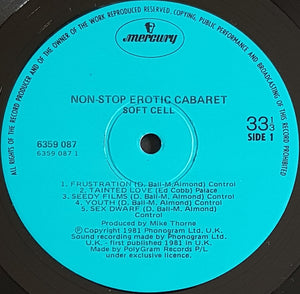 ALL RIGHTS OF THE RECORD PRODUCER AND OF THE OWNER OF THE WORK REPRODUCED RESERVED. COPYING, PUBLIC PERFORMANCE AND BROADCASTING OF THIS RECORD PROHIBITED
mercury
NON-STOP EROTIC CABARET
SOFT CELL
6359 087
6359 087 1
33 1/3
SIDE 1
1. FRUSTRATION (D. Ball-M. Almond) Control
2. TAINTED LOVE (Ed Cobb) Palace
3. SEEDY FILMS (D. Ball-M. Almond) Control
4. YOUTH (D. Ball-M. Almond) Control
5. SEX DWARF (D. Ball-M. Almond)
Control
Produced by Mike Thorne
Ⓟ Copyright 1981 Phonogram Ltd. U.K.
Sound recording made by Phonogram Ltd.,
U.K. - first published 1981 in U.K.
Made by PolyGram Records P/L
under exclusive licence.